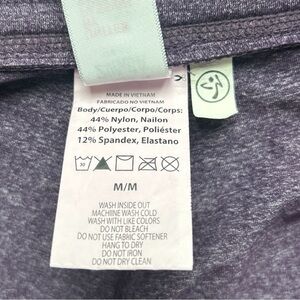 MADE IN VIETNAM
FABRICADO NO VIETNAM
Body/Cuerpo/Corpo/Corps:
44% Nylon, Nailon
44% Polyester, Poliéster
12% Spandex, Elastano
30
M/M
WASH INSIDE OUT
MACHINE WASH COLD
WASH WITH LIKE COLORS
DO NOT BLEACH
DO NOT USE FABRIC SOFTENER
HANG TO DRY
DO NOT IRON
DO NOT DRY CLEAN